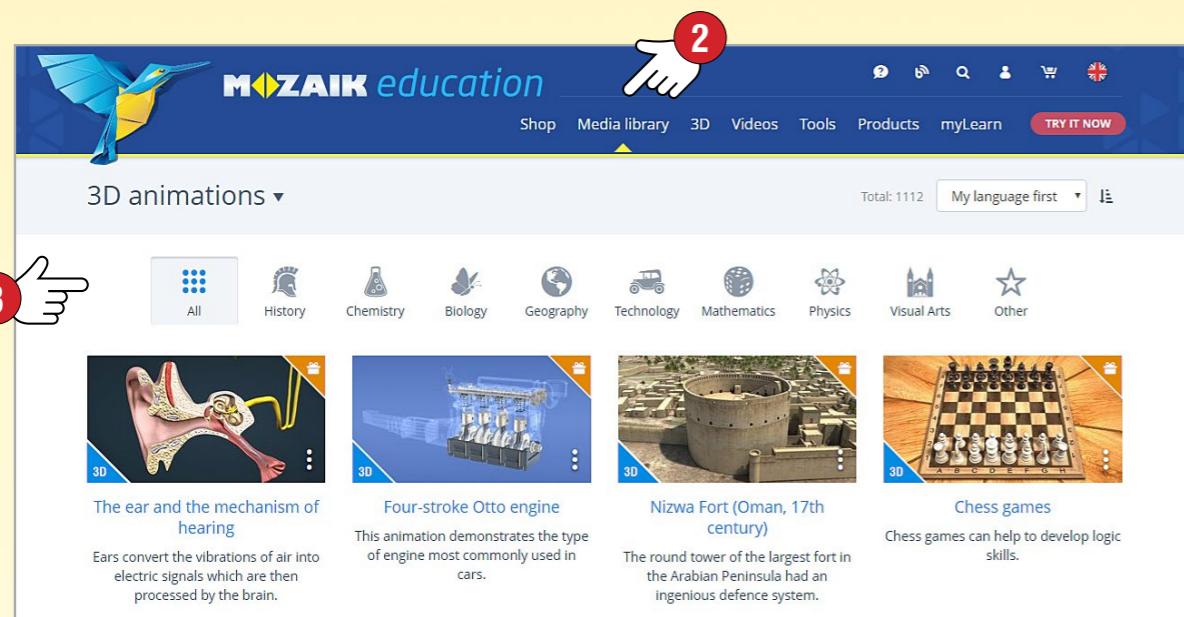 2
MOZAIK education
Shop Media library 3D Videos Tools Products myLearn TRY IT NOW
3D animations
Total: 1112 My language first
3
All History Chemistry Biology Geography Technology Mathematics Physics Visual Arts Other
3D 3D 3D 3D
A B C D E F G H
The ear and the mechanism of
hearing
Ears convert the vibrations of air into
electric signals which are then
processed by the brain.
Four-stroke Otto engine
This animation demonstrates the type
of engine most commonly used in
cars.
Nizwa Fort (Oman, 17th
century)
The round tower of the largest fort in
the Arabian Peninsula had an
ingenious defence system.
Chess games
Chess games can help to develop logic
skills.